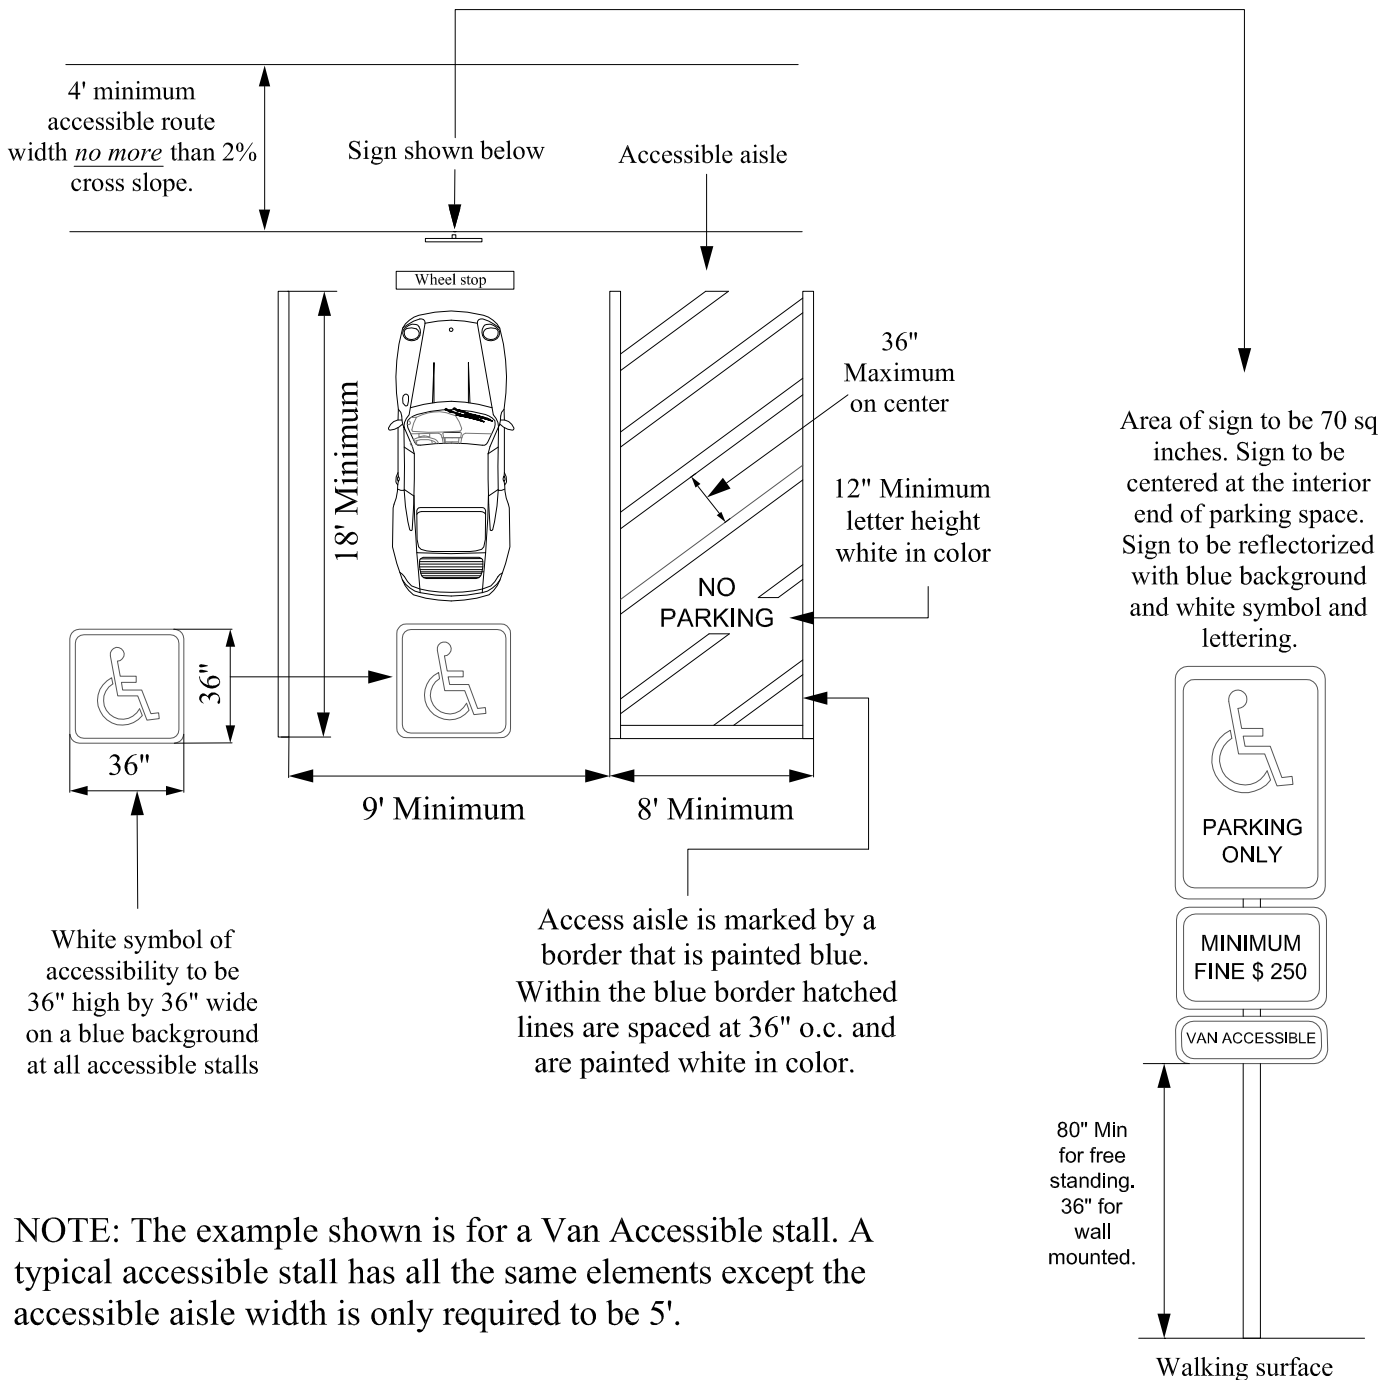 4' minimum
accessible route
width no more than 2%
cross slope.
Sign shown below
Accessible aisle
Wheel stop
18' Minimum
36"
Maximum
on center
12" Minimum
letter height
white in color
NO
PARKING
36"
36"
9' Minimum
8' Minimum
White symbol of
accessibility to be
36" high by 36" wide
on a blue background
at all accessible stalls
Access aisle is marked by a
border that is painted blue.
Within the blue border hatched
lines are spaced at 36" o.c. and
are painted white in color.
Area of sign to be 70 sq
inches. Sign to be
centered at the interior
end of parking space.
Sign to be reflectorized
with blue background
and white symbol and
lettering.
PARKING
ONLY
MINIMUM
FINE $ 250
VAN ACCESSIBLE
80" Min
for free
standing.
36" for
wall
mounted.
Walking surface
NOTE: The example shown is for a Van Accessible stall. A
typical accessible stall has all the same elements except the
accessible aisle width is only required to be 5'.